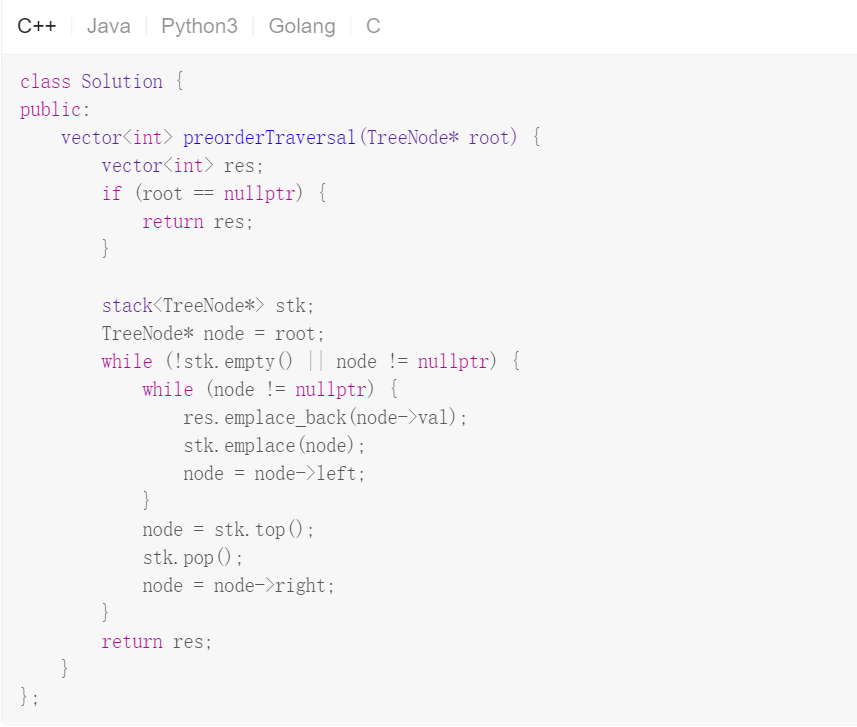 C++ Java Python3 Golang C
class Solution {
public:
    vector<int> preorderTraversal(TreeNode* root) {
        vector<int> res;
        if (root == nullptr) {
            return res;
        }

        stack<TreeNode*> stk;
        TreeNode* node = root;
        while (!stk.empty() || node != nullptr) {
            while (node != nullptr) {
                res.emplace_back(node->val);
                stk.emplace(node);
                node = node->left;
            }
            node = stk.top();
            stk.pop();
            node = node->right;
        }
        return res;
    }
};